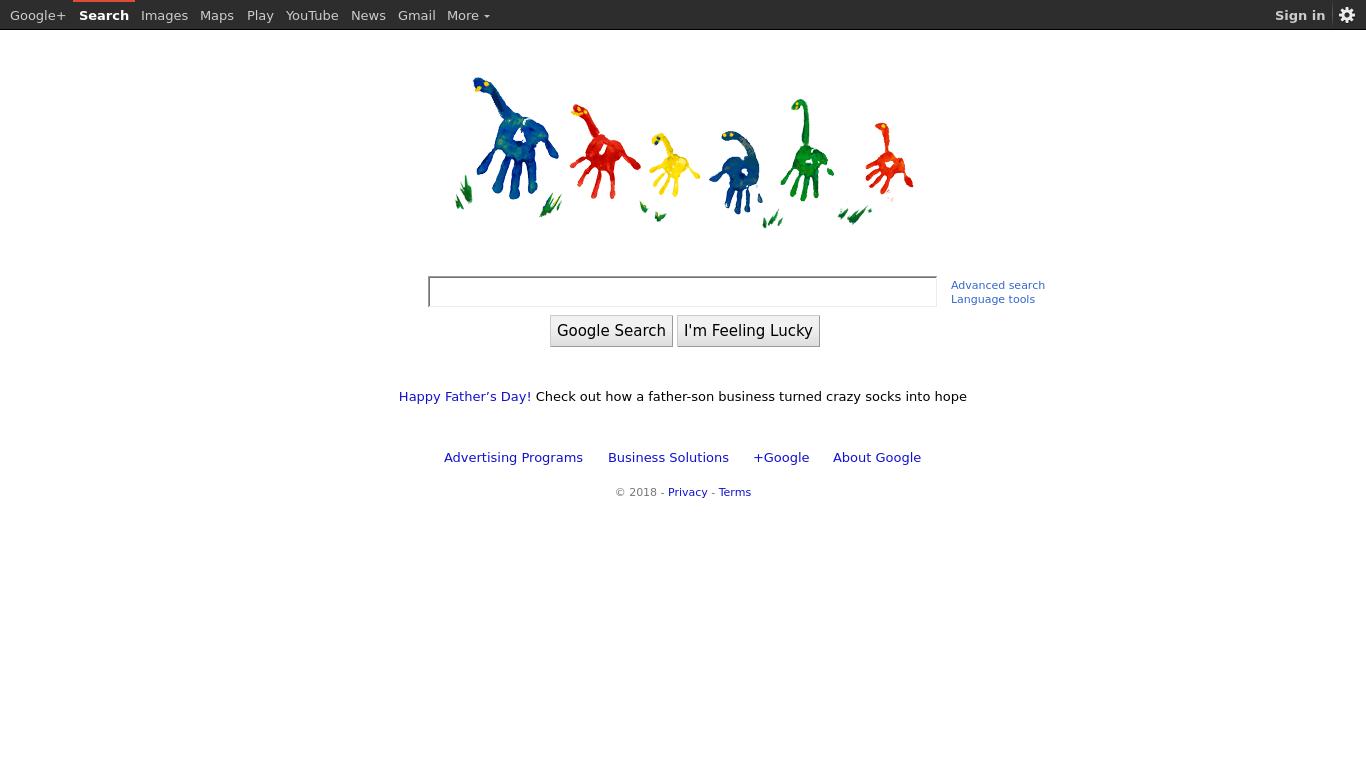 Google+ Search Images Maps Play YouTube News Gmail More Sign in
Advanced search
Language tools
Google Search I'm Feeling Lucky
Happy Father’s Day! Check out how a father-son business turned crazy socks into hope
Advertising Programs Business Solutions +Google About Google
© 2018 - Privacy - Terms